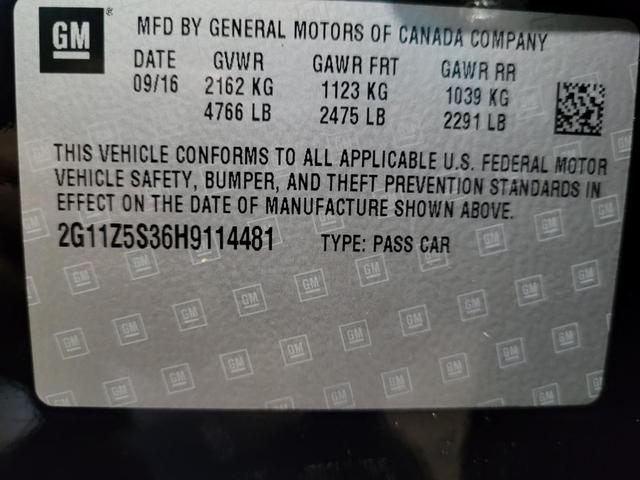 GM
MFD BY GENERAL MOTORS OF CANADA COMPANY
DATE GVWR GAWR FRT GAWR RR
09/16 2162 KG 1123 KG 1039 KG
4766 LB 2475 LB 2291 LB
THIS VEHICLE CONFORMS TO ALL APPLICABLE U.S. FEDERAL MOTOR
VEHICLE SAFETY, BUMPER, AND THEFT PREVENTION STANDARDS IN
EFFECT ON THE DATE OF MANUFACTURE SHOWN ABOVE.
2G11Z5S36H9114481 TYPE: PASS CAR